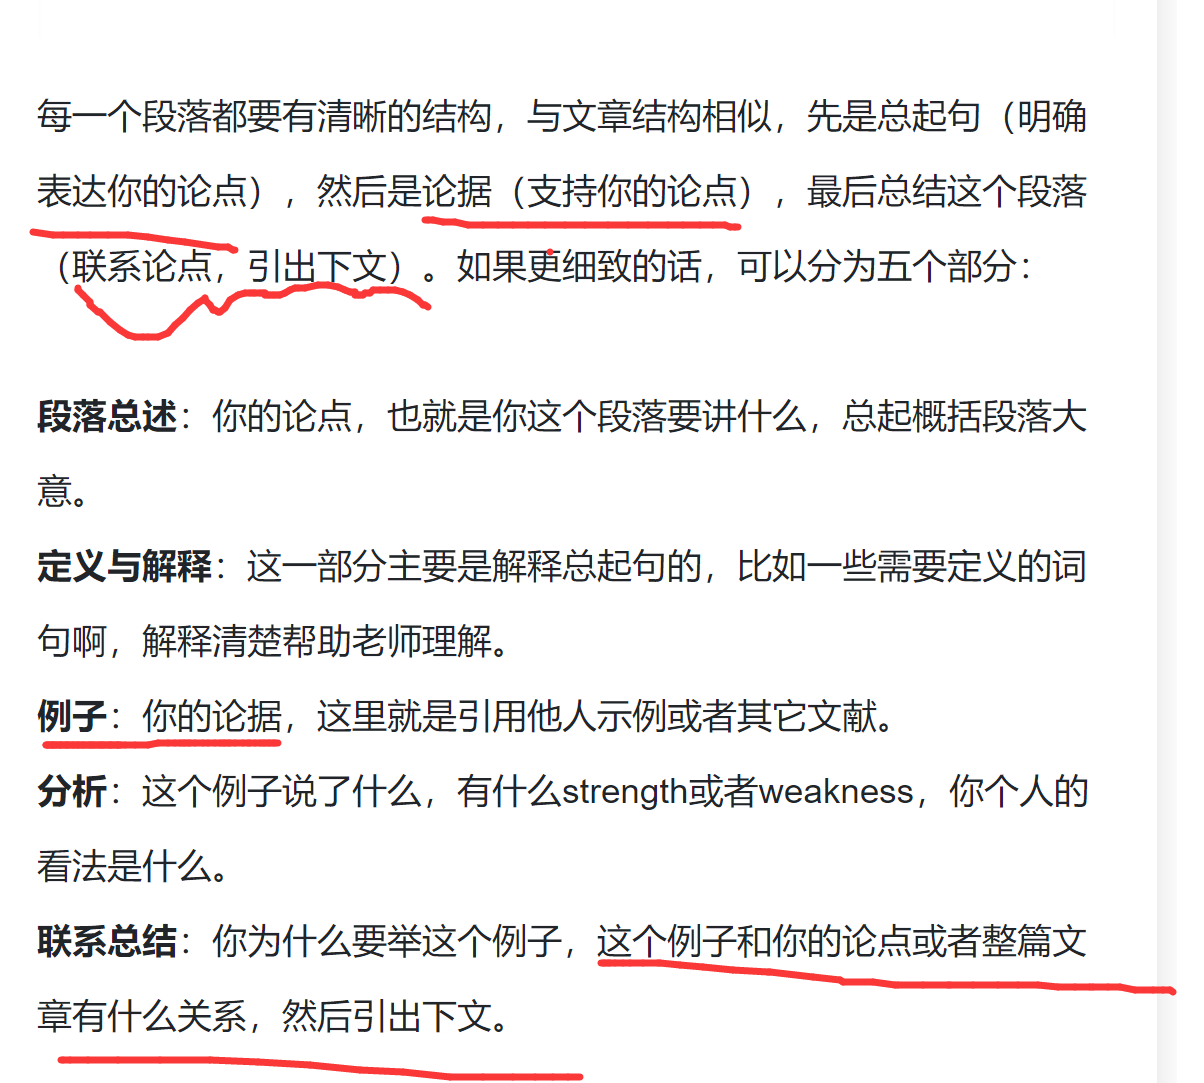 每一个段落都要有清晰的结构，与文章结构相似，先是总起句（明确
表达你的论点），然后是论据（支持你的论点），最后总结这个段落
（联系论点，引出下文）。如果更细致的话，可以分为五个部分：
段落总述：你的论点，也就是你这个段落要讲什么，总起概括段落大
意。
定义与解释：这一部分主要是解释总起句的，比如一些需要定义的词
句啊，解释清楚帮助老师理解。
例子：你的论据，这里就是引用他人示例或者其它文献。
分析：这个例子说了什么，有什么strength或者weakness，你个人的
看法是什么。
联系总结：你为什么要举这个例子，这个例子和你的论点或者整篇文
章有什么关系，然后引出下文。